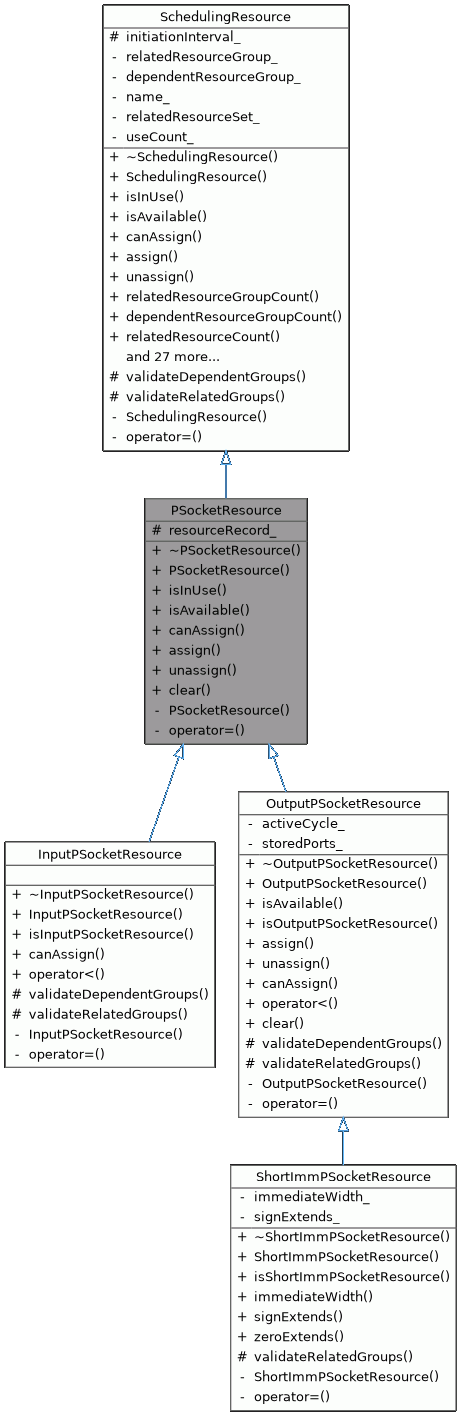 SchedulingResource
# initiationInterval_
- relatedResourceGroup_
- dependentResourceGroup_
- name_
- relatedResourceSet_
- useCount_
+ ~SchedulingResource()
+ SchedulingResource()
+ isInUse()
+ isAvailable()
+ canAssign()
+ assign()
+ unassign()
+ relatedResourceGroupCount()
+ dependentResourceGroupCount()
+ relatedResourceCount()
and 27 more...
# validateDependentGroups()
# validateRelatedGroups()
- SchedulingResource()
- operator=()
PSocketResource
# resourceRecord_
+ ~PSocketResource()
+ PSocketResource()
+ isInUse()
+ isAvailable()
+ canAssign()
+ assign()
+ unassign()
+ clear()
- PSocketResource()
- operator=()
InputPSocketResource
+ ~InputPSocketResource()
+ InputPSocketResource()
+ isInputPSocketResource()
+ canAssign()
+ operator<()
# validateDependentGroups()
# validateRelatedGroups()
- InputPSocketResource()
- operator=()
OutputPSocketResource
- activeCycle_
- storedPorts_
+ ~OutputPSocketResource()
+ OutputPSocketResource()
+ isAvailable()
+ isOutputPSocketResource()
+ assign()
+ unassign()
+ canAssign()
+ operator<()
+ clear()
# validateDependentGroups()
# validateRelatedGroups()
- OutputPSocketResource()
- operator=()
ShortImmPSocketResource
- immediateWidth_
- signExtends_
+ ~ShortImmPSocketResource()
+ ShortImmPSocketResource()
+ isShortImmPSocketResource()
+ immediateWidth()
+ signExtends()
+ zeroExtends()
# validateRelatedGroups()
- ShortImmPSocketResource()
- operator=()